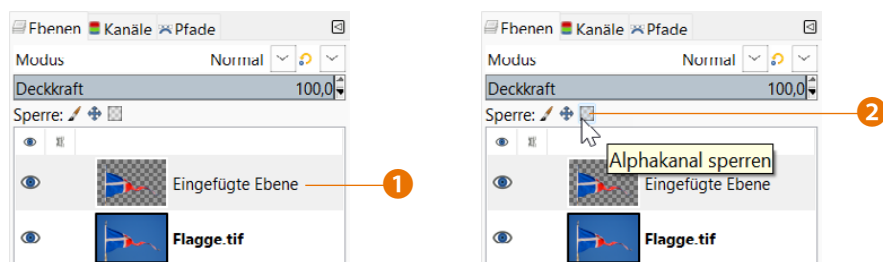 Ebenen Kanäle Pfade
Modus Normal
Deckkraft 100,0
Sperre:
Eingefügte Ebene 1
Flagge.tif
Ebenen Kanäle Pfade
Modus Normal
Deckkraft 100,0
Sperre: 2
Alphakanal sperren
Eingefügte Ebene
Flagge.tif